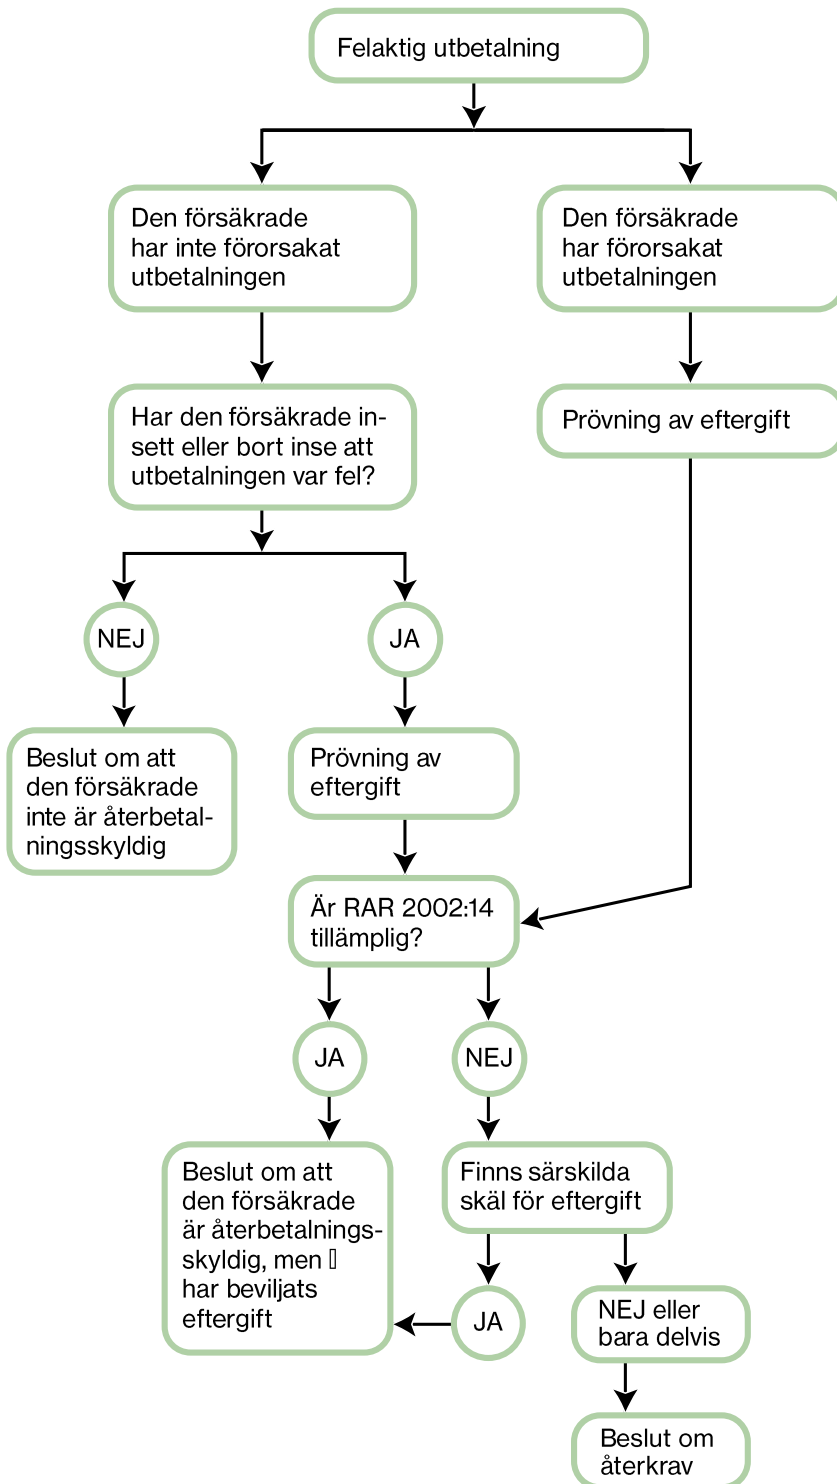 Felaktig utbetalning
Den försäkrade
har inte förorsakat
utbetalningen
Den försäkrade
har förorsakat
utbetalningen
Har den försäkrade in-
sett eller bort inse att
utbetalningen var fel?
Prövning av eftergift
NEJ
JA
Beslut om att
den försäkrade
inte är återbetal-
ningsskyldig
Prövning av
eftergift
Är RAR 2002:14
tillämplig?
JA
NEJ
Beslut om att
den försäkrade
är återbetalnings-
skyldig, men ▯
har beviljats
eftergift
Finns särskilda
skäl för eftergift
JA
NEJ eller
bara delvis
Beslut om
återkrav